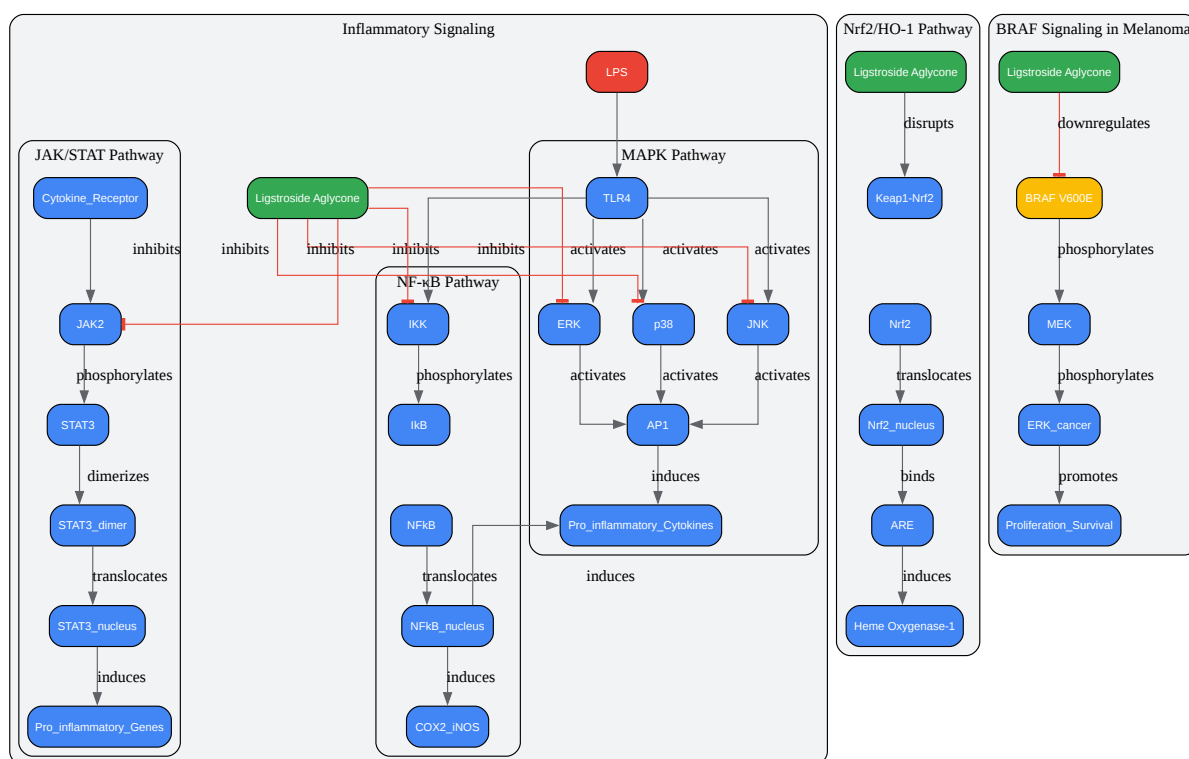 Inflammatory Signaling
Nrf2/HO-1 Pathway
BRAF Signaling in Melanoma
LPS
Ligstroside Aglycone
Ligstroside Aglycone
disrupts
downregulates
JAK/STAT Pathway
MAPK Pathway
Cytokine_Receptor
Ligstroside Aglycone
TLR4
Keap1-Nrf2
BRAF V600E
inhibits
inhibits
inhibits
inhibits
inhibits
activates
activates
activates
phosphorylates
NF-κB Pathway
JAK2
IKK
ERK
p38
JNK
Nrf2
MEK
phosphorylates
phosphorylates
activates
activates
activates
translocates
phosphorylates
STAT3
IkB
AP1
Nrf2_nucleus
ERK_cancer
dimerizes
induces
binds
promotes
STAT3_dimer
NFkB
Pro_inflammatory_Cytokines
ARE
Proliferation_Survival
translocates
translocates
induces
induces
STAT3_nucleus
NFkB_nucleus
Heme Oxygenase-1
induces
induces
Pro_inflammatory_Genes
COX2_iNOS